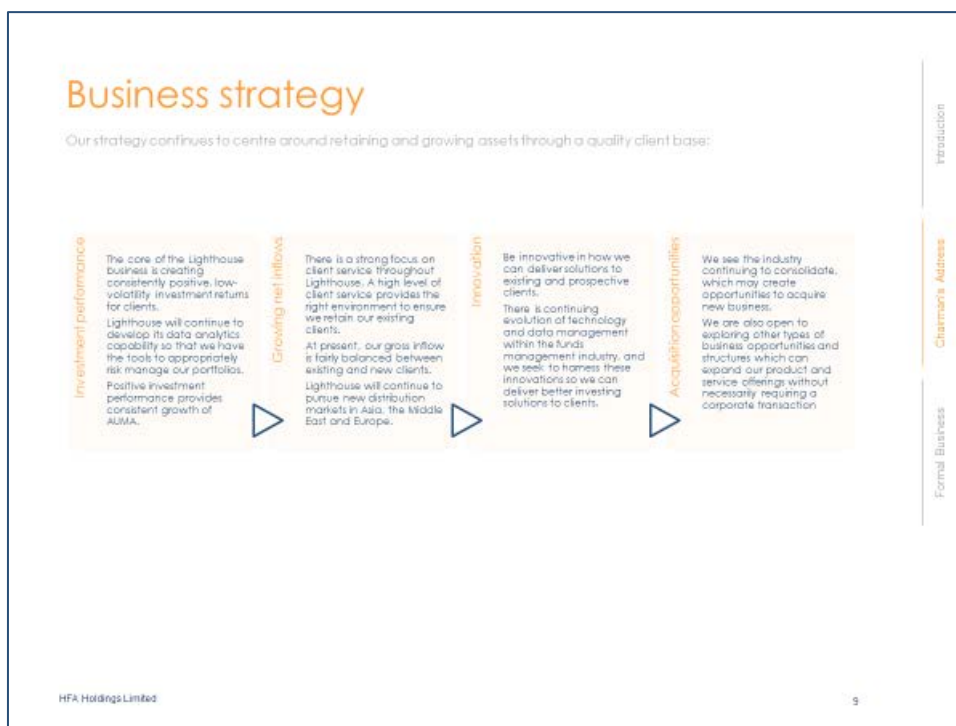 Business strategy
Our strategy continues to centre around retaining and growing assets through a quality client base:
Investment performance
The core of the Lighthouse
business is creating
consistently positive, low-
volatility investment returns
for clients.
Lighthouse will continue to
develop its data analytics
capability so that we have
the tools to appropriately
risk manage our portfolios.
Positive investment
performance provides
consistent growth of
AUMA.
Growing net inflows
There is a strong focus on
client service throughout
Lighthouse. A high level of
client service provides the
right environment to ensure
we retain our existing
clients.
At present, our gross inflow
is fairly balanced between
existing and new clients.
Lighthouse will continue to
pursue new distribution
markets in Asia, the Middle
East and Europe.
Innovation
Be innovative in how we
can deliver solutions to
existing and prospective
clients.
There is continuing
evolution of technology
and data management
within the funds
management industry, and
we seek to harness these
innovations so we can
deliver better investing
solutions to clients.
Acquisition opportunities
We see the industry
continuing to consolidate,
which may create
opportunities to acquire
new business.
We are also open to
exploring other types of
business opportunities and
structures which can
expand our product and
service offerings without
necessarily requiring a
corporate transaction
Introduction
Chairman's Address
Formal Business
HFA Holdings Limited
9